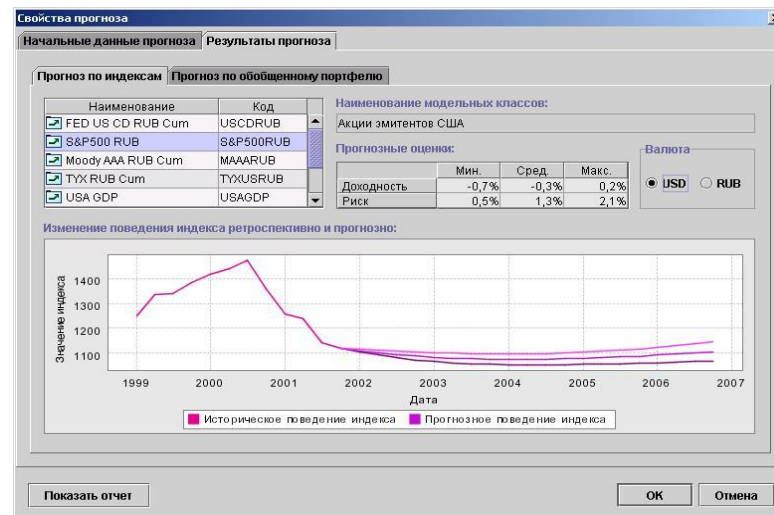 Свойства прогноза
Начальные данные прогноза Результаты прогноза
Прогноз по индексам Прогноз по обобщенному портфелю
Наименование Код
FED US CD RUB Cum USCDRUB
S&P500 RUB S&P500RUB
Moody AAA RUB Cum MAAARUB
TYX RUB Cum TYXUSRUB
USA GDP USAGDP
Наименование модельных классов:
Акции эмитентов США
Прогнозные оценки:
Мин. Сред. Макс.
Доходность -0,7% -0,3% 0,2%
Риск 0,5% 1,3% 2,1%
Валюта
USD RUB
Изменение поведения индекса ретроспективно и прогнозно:
Значение индекса
1400
1300
1200
1100
1999 2000 2001 2002 2003 2004 2005 2006 2007
Дата
Историческое поведение индекса Прогнозное поведение индекса
Показать отчет OK Отмена